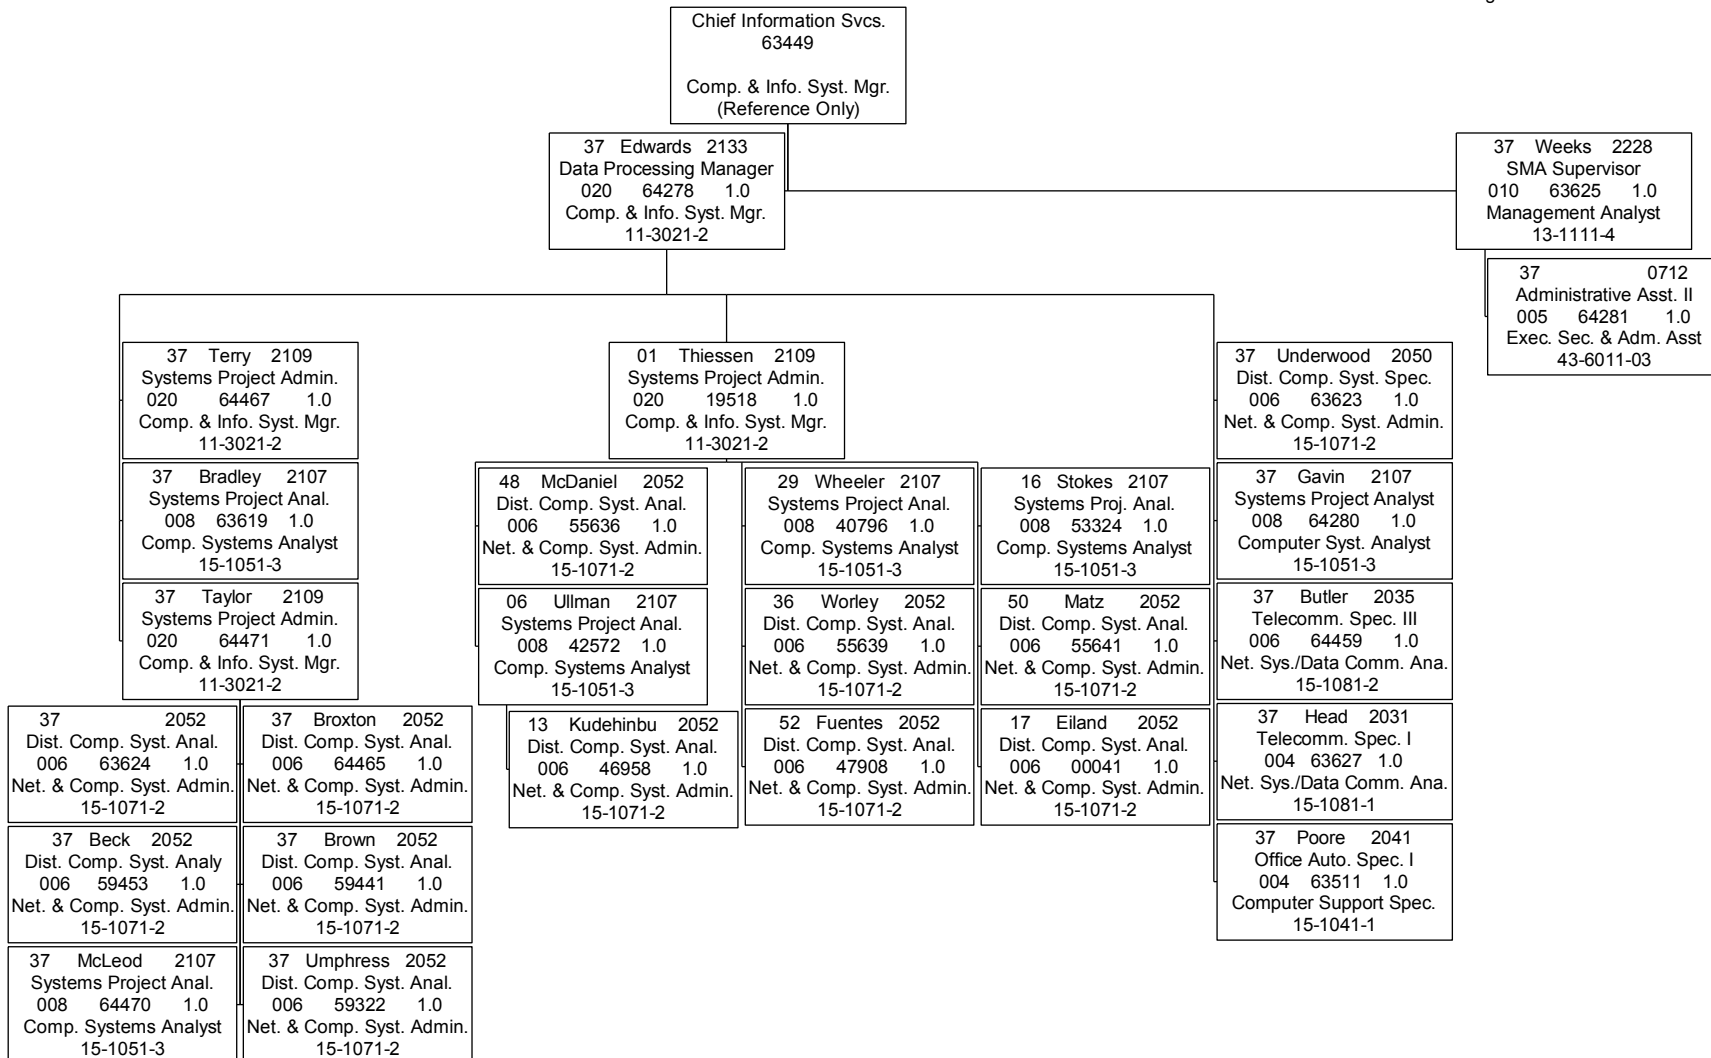 g
Chief Information Svcs.
63449
Comp. & Info. Syst. Mgr.
(Reference Only)
37 Edwards 2133
Data Processing Manager
020 64278 1.0
Comp. & Info. Syst. Mgr.
11-3021-2
37 Weeks 2228
SMA Supervisor
010 63625 1.0
Management Analyst
13-1111-4
37 0712
Administrative Asst. II
005 64281 1.0
Exec. Sec. & Adm. Asst
43-6011-03
37 Terry 2109
Systems Project Admin.
020 64467 1.0
Comp. & Info. Syst. Mgr.
11-3021-2
37 Bradley 2107
Systems Project Anal.
008 63619 1.0
Comp. Systems Analyst
15-1051-3
37 Taylor 2109
Systems Project Admin.
020 64471 1.0
Comp. & Info. Syst. Mgr.
11-3021-2
37 2052
Dist. Comp. Syst. Anal.
006 63624 1.0
Net. & Comp. Syst. Admin.
15-1071-2
37 Broxton 2052
Dist. Comp. Syst. Anal.
006 64465 1.0
Net. & Comp. Syst. Admin.
15-1071-2
37 Beck 2052
Dist. Comp. Syst. Analy
006 59453 1.0
Net. & Comp. Syst. Admin.
15-1071-2
37 Brown 2052
Dist. Comp. Syst. Anal.
006 59441 1.0
Net. & Comp. Syst. Admin.
15-1071-2
37 McLeod 2107
Systems Project Anal.
008 64470 1.0
Comp. Systems Analyst
15-1051-3
37 Umphress 2052
Dist. Comp. Syst. Anal.
006 59322 1.0
Net. & Comp. Syst. Admin.
15-1071-2
01 Thiessen 2109
Systems Project Admin.
020 19518 1.0
Comp. & Info. Syst. Mgr.
11-3021-2
48 McDaniel 2052
Dist. Comp. Syst. Anal.
006 55636 1.0
Net. & Comp. Syst. Admin.
15-1071-2
06 Ullman 2107
Systems Project Anal.
008 42572 1.0
Comp. Systems Analyst
15-1051-3
13 Kudehinbu 2052
Dist. Comp. Syst. Anal.
006 46958 1.0
Net. & Comp. Syst. Admin.
15-1071-2
29 Wheeler 2107
Systems Project Anal.
008 40796 1.0
Comp. Systems Analyst
15-1051-3
36 Worley 2052
Dist. Comp. Syst. Anal.
006 55639 1.0
Net. & Comp. Syst. Admin.
15-1071-2
52 Fuentes 2052
Dist. Comp. Syst. Anal.
006 47908 1.0
Net. & Comp. Syst. Admin.
15-1071-2
16 Stokes 2107
Systems Proj. Anal.
008 53324 1.0
Comp. Systems Analyst
15-1051-3
50 Matz 2052
Dist. Comp. Syst. Anal.
006 55641 1.0
Net. & Comp. Syst. Admin.
15-1071-2
17 Eiland 2052
Dist. Comp. Syst. Anal.
006 00041 1.0
Net. & Comp. Syst. Admin.
15-1071-2
37 Underwood 2050
Dist. Comp. Syst. Spec.
006 63623 1.0
Net. & Comp. Syst. Admin.
15-1071-2
37 Gavin 2107
Systems Project Analyst
008 64280 1.0
Computer Syst. Analyst
15-1051-3
37 Butler 2035
Telecomm. Spec. III
006 64459 1.0
Net. Sys./Data Comm. Ana.
15-1081-2
37 Head 2031
Telecomm. Spec. I
004 63627 1.0
Net. Sys./Data Comm. Ana.
15-1081-1
37 Poore 2041
Office Auto. Spec. I
004 63511 1.0
Computer Support Spec.
15-1041-1